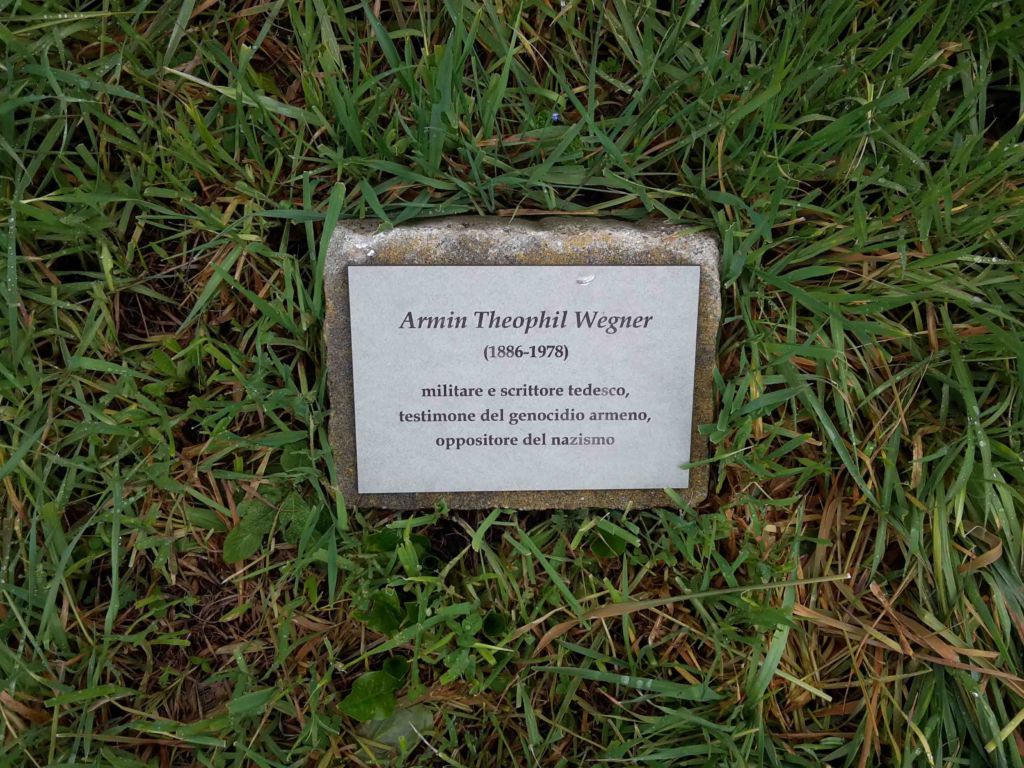 Armin Theophil Wegner
(1886-1978)
militare e scrittore tedesco,
testimone del genocidio armeno,
oppositore del nazismo